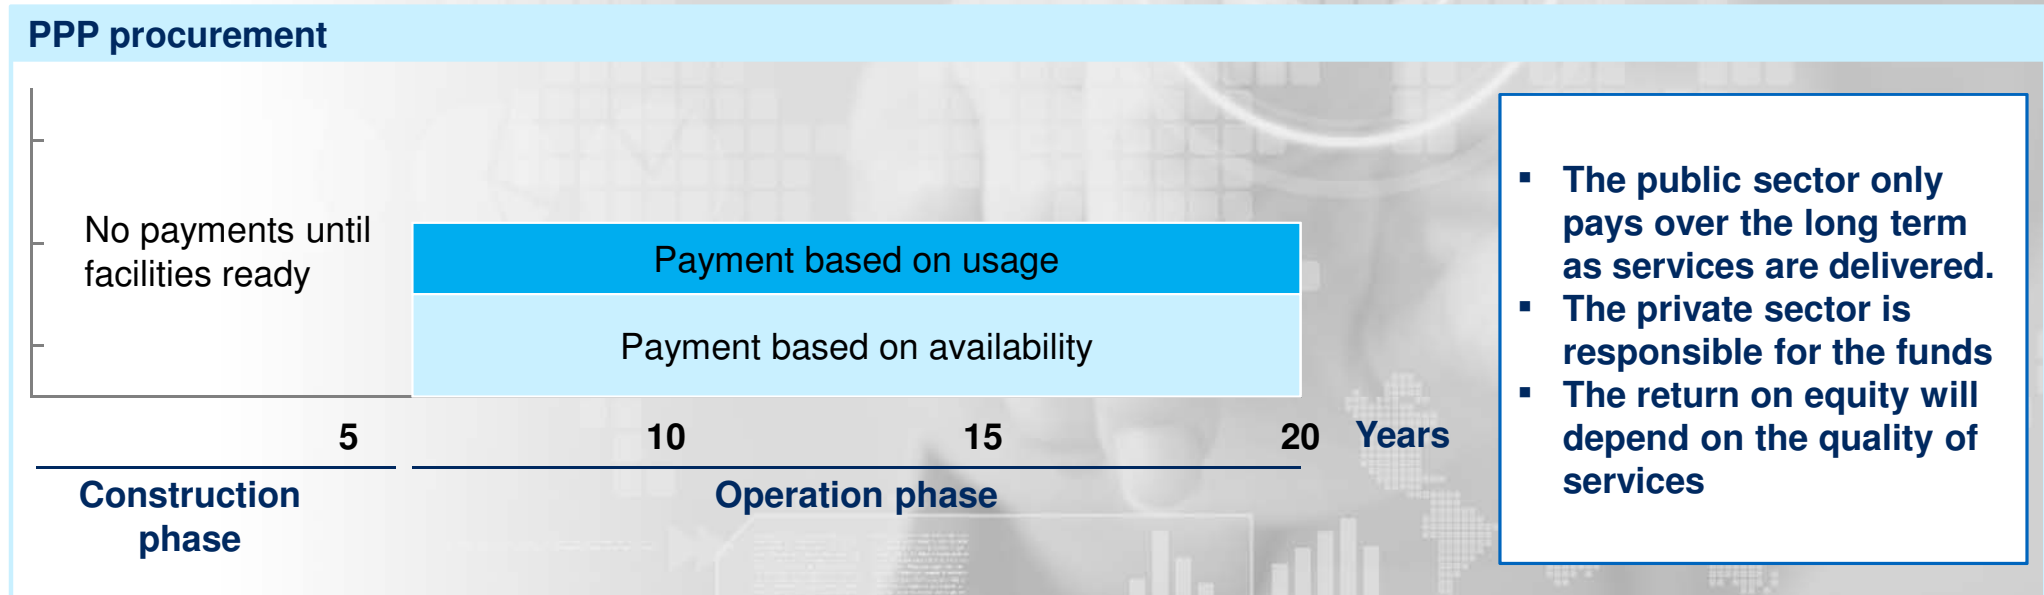 PPP procurement
No payments until
facilities ready
Payment based on usage
Payment based on availability
5 10 15 20 Years
Construction
phase
Operation phase
▪ The public sector only
pays over the long term
as services are delivered.
▪ The private sector is
responsible for the funds
▪ The return on equity will
depend on the quality of
services